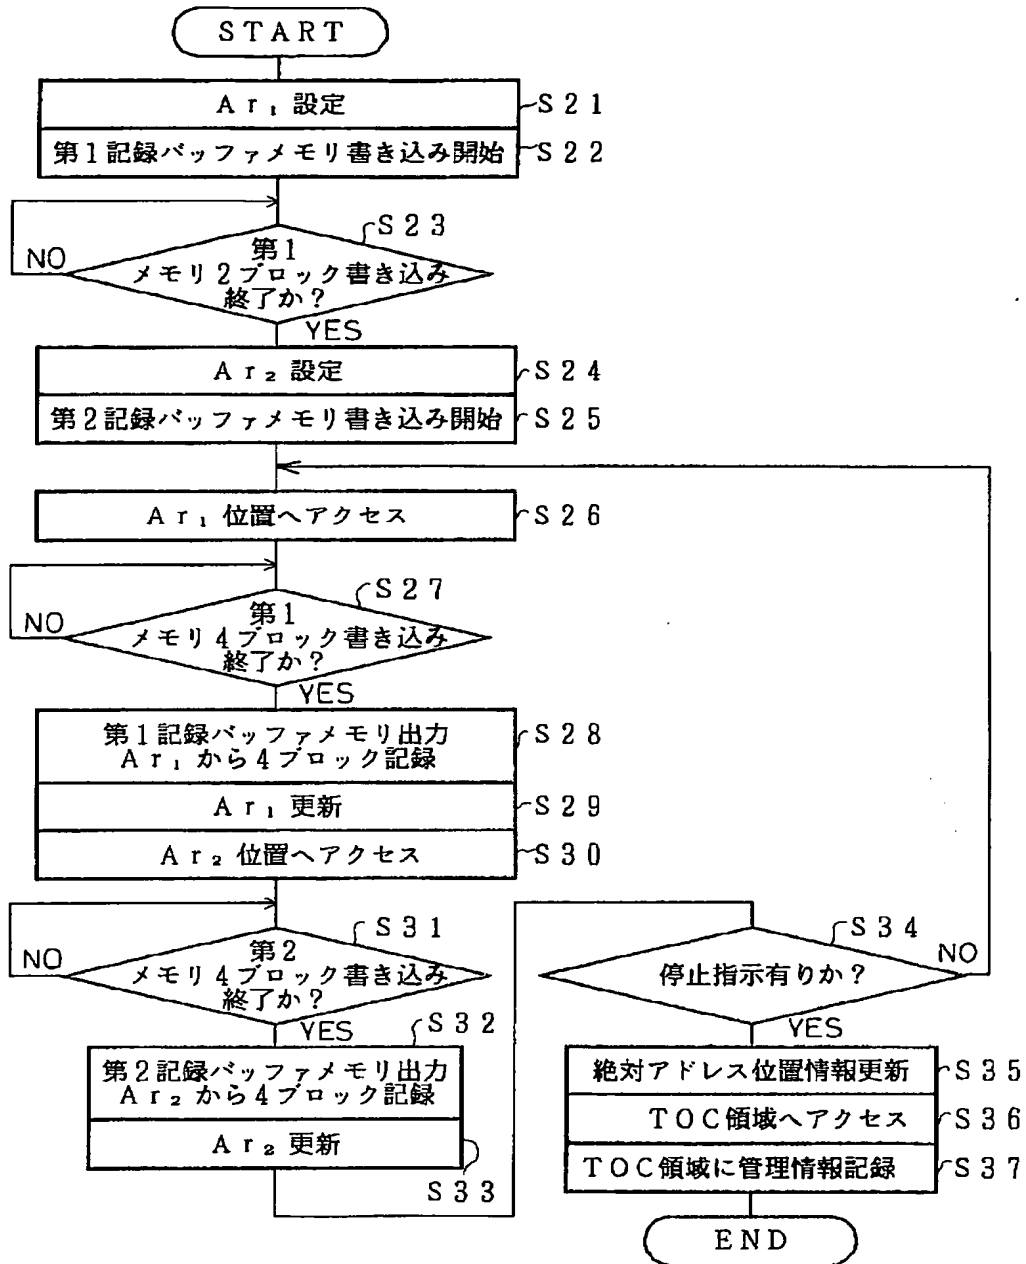 START
Ar₁ 設定
S21
第1記録バッファメモリ書き込み開始
S22
S23
第1
メモリ2ブロック書き込み
終了か?
NO
YES
Ar₂ 設定
S24
第2記録バッファメモリ書き込み開始
S25
Ar₁ 位置へアクセス
S26
S27
第1
メモリ4ブロック書き込み
終了か?
NO
YES
第1記録バッファメモリ出力
Ar₁ から4ブロック記録
S28
Ar₁ 更新
S29
Ar₂ 位置へアクセス
S30
S31
第2
メモリ4ブロック書き込み
終了か?
NO
YES
S32
第2記録バッファメモリ出力
Ar₂ から4ブロック記録
Ar₂ 更新
S33
S34
停止指示有りか?
NO
YES
絶対アドレス位置情報更新
S35
TOC領域へアクセス
S36
TOC領域に管理情報記録
S37
END